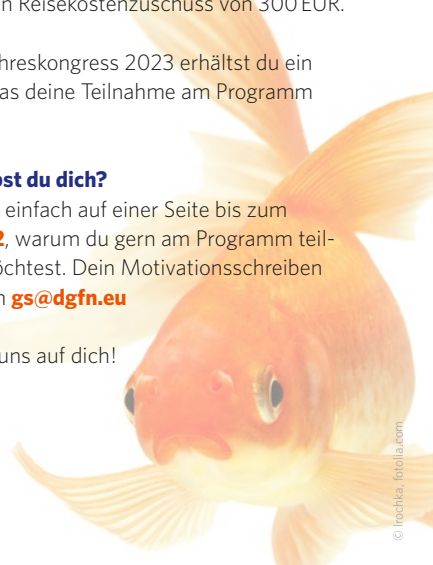 n Reisekostenzuschuss von 300 EUR.
hreskongress 2023 erhältst du ein
as deine Teilnahme am Programm
ost du dich?
einfach auf einer Seite bis zum
2, warum du gern am Programm teil-
öchtest. Dein Motivationsschreiben
n gs@dgfn.eu
uns auf dich!
© Irochka, fotolia.com